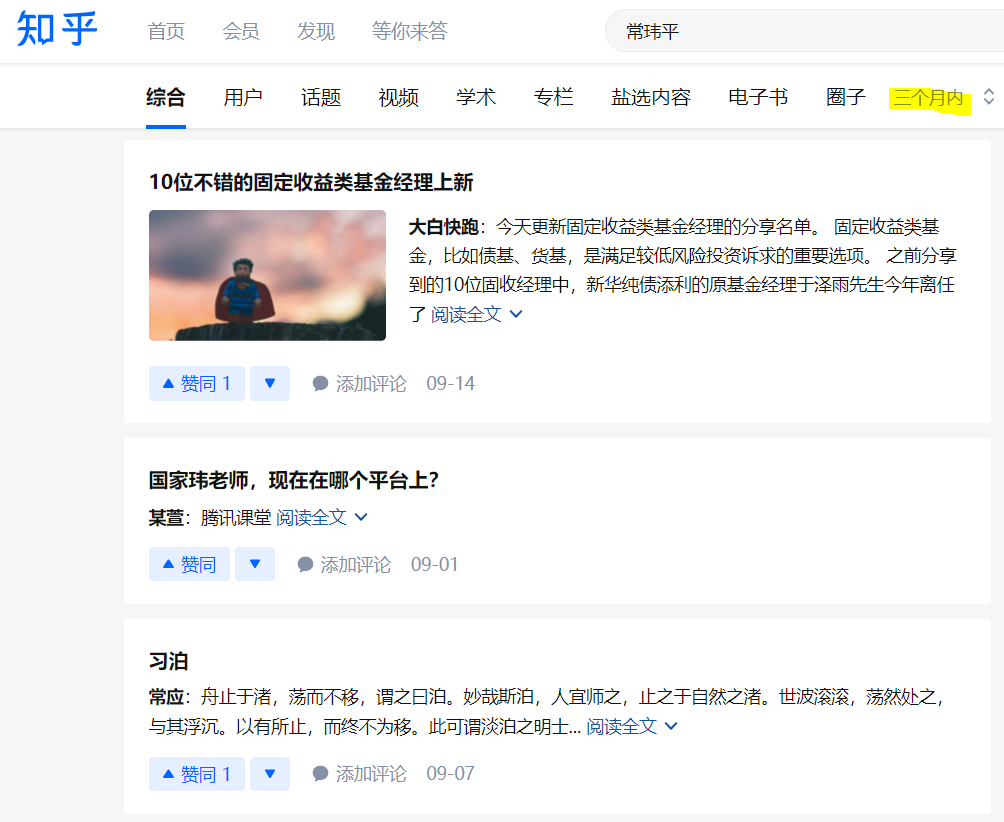 知乎 首页 会员 发现 等你来答 常玮平
综合 用户 话题 视频 学术 专栏 盐选内容 电子书 圈子 三个月内
10位不错的固定收益类基金经理上新
大白快跑：今天更新固定收益类基金经理的分享名单。 固定收益类基
金，比如债基、货基，是满足较低风险投资诉求的重要选项。 之前分享
到的10位固收经理中，新华纯债添利的原基金经理于泽雨先生今年离任
了 阅读全文
赞同 1 添加评论 09-14
国家玮老师，现在在哪个平台上？
某萱：腾讯课堂 阅读全文
赞同 添加评论 09-01
习泊
常应：舟止于渚，荡而不移，谓之曰泊。妙哉斯泊，人宜师之，止之于自然之渚。世波滚滚，荡然处之，
与其浮沉。以有所止，而终不为移。此可谓淡泊之明士... 阅读全文
赞同 1 添加评论 09-07